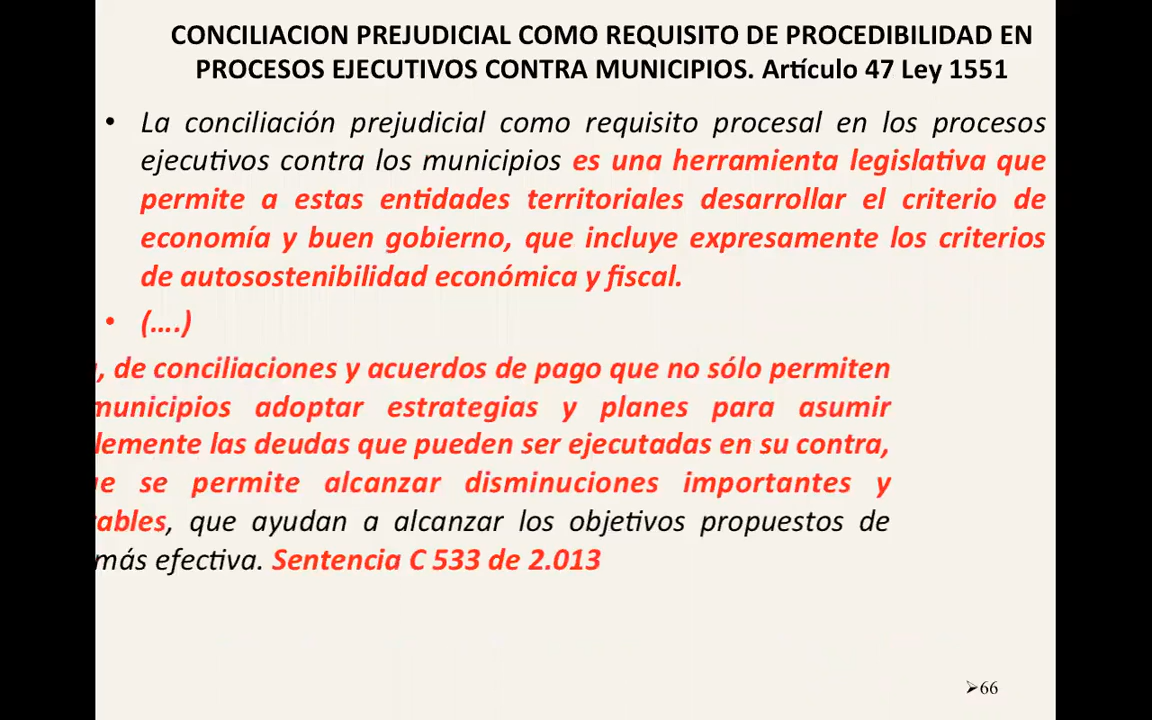 CONCILIACION PREJUDICIAL COMO REQUISITO DE PROCEDIBILIDAD EN
PROCESOS EJECUTIVOS CONTRA MUNICIPIOS. Artículo 47 Ley 1551
• La conciliación prejudicial como requisito procesal en los procesos
ejecutivos contra los municipios es una herramienta legislativa que
permite a estas entidades territoriales desarrollar el criterio de
economía y buen gobierno, que incluye expresamente los criterios
de autosostenibilidad económica y fiscal.
• (....)
, de conciliaciones y acuerdos de pago que no sólo permiten
municipios adoptar estrategias y planes para asumir
lemente las deudas que pueden ser ejecutadas en su contra,
se permite alcanzar disminuciones importantes y
ables, que ayudan a alcanzar los objetivos propuestos de
más efectiva. Sentencia C 533 de 2.013
➢66